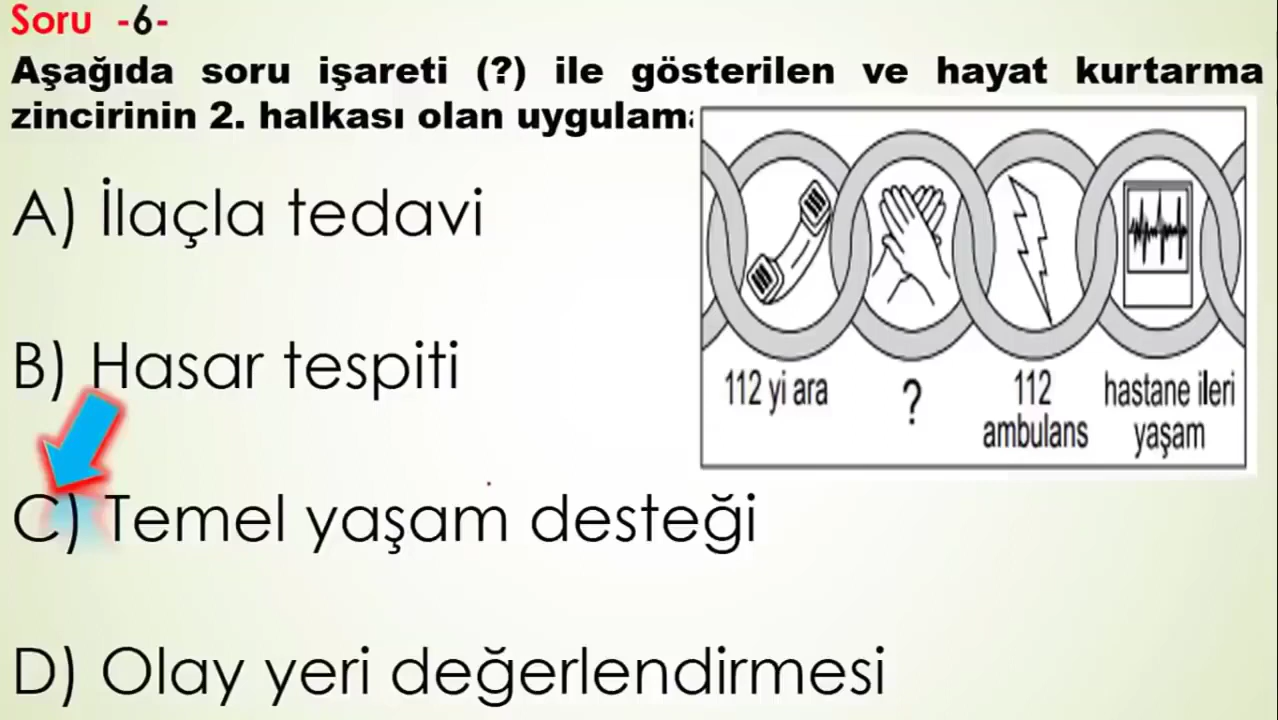 Soru -6-
Aşağıda soru işareti (?) ile gösterilen ve hayat kurtarma
zincirinin 2. halkası olan
A) İlaçla tedavi
B) Hasar tespiti
C) Temel yaşam desteği
D) Olay yeri değerlendirmesi
112 yi ara
?
112
ambulans
hastane ileri
yaşam